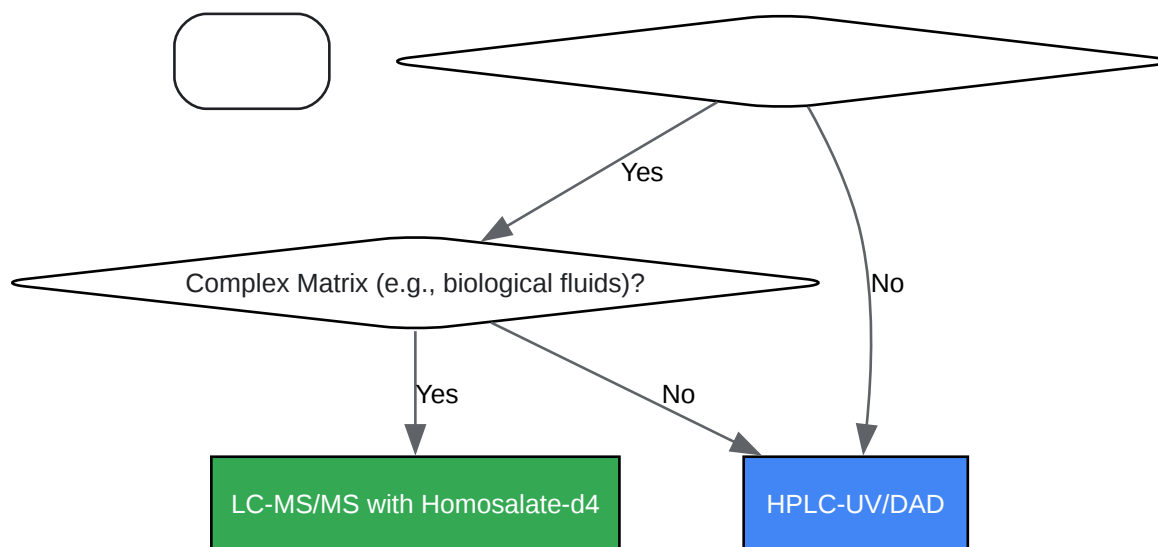 Yes
Complex Matrix (e.g., biological fluids)?
No
Yes
No
LC-MS/MS with Homosalate-d4
HPLC-UV/DAD